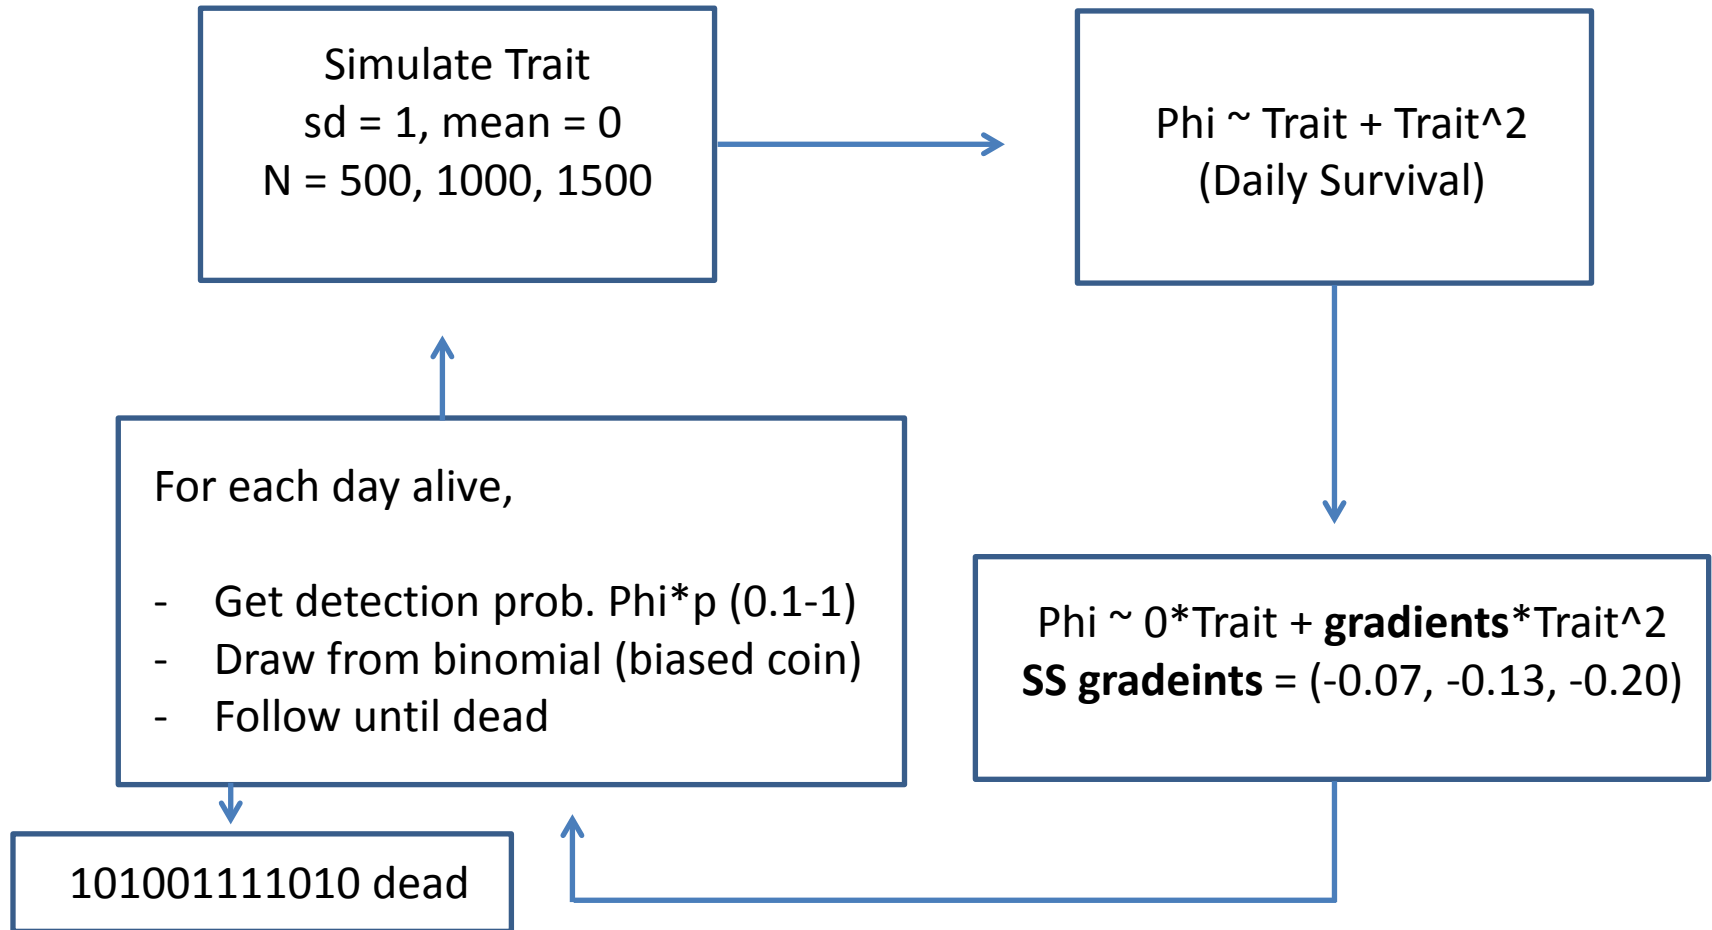 Simulate Trait
sd = 1, mean = 0
N = 500, 1000, 1500
Phi ~ Trait + Trait^2
(Daily Survival)
Phi ~ 0*Trait + gradients*Trait^2
SS gradeints = (-0.07, -0.13, -0.20)
For each day alive,
- Get detection prob. Phi*p (0.1-1)
- Draw from binomial (biased coin)
- Follow until dead
101001111010 dead